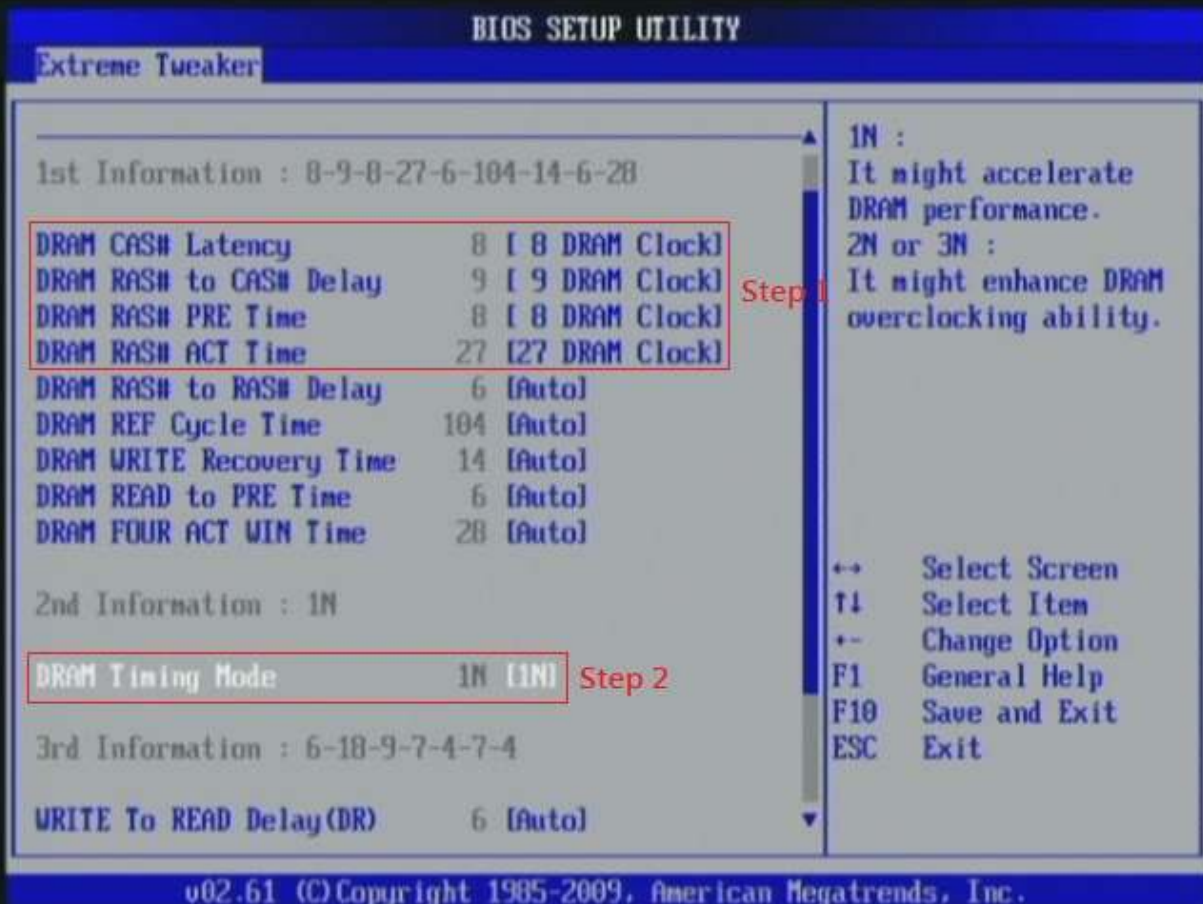 BIOS SETUP UTILITY
Extreme Tweaker
1st Information : 8-9-8-27-6-104-14-6-28
DRAM CAS# Latency 8 [ 8 DRAM Clock]
DRAM RAS# to CAS# Delay 9 [ 9 DRAM Clock]
DRAM RAS# PRE Time 8 [ 8 DRAM Clock]
DRAM RAS# ACT Time 27 [27 DRAM Clock]
Step 1
DRAM RAS# to RAS# Delay 6 [Auto]
DRAM REF Cycle Time 104 [Auto]
DRAM WRITE Recovery Time 14 [Auto]
DRAM READ to PRE Time 6 [Auto]
DRAM FOUR ACT WIN Time 28 [Auto]
2nd Information : 1N
DRAM Timing Mode 1N [1N]
Step 2
3rd Information : 6-18-9-7-4-7-4
WRITE To READ Delay(DR) 6 [Auto]
1N :
It might accelerate
DRAM performance.
2N or 3N :
It might enhance DRAM
overclocking ability.
←→ Select Screen
↑↓ Select Item
+- Change Option
F1 General Help
F10 Save and Exit
ESC Exit
v02.61 (C)Copyright 1985-2009, American Megatrends, Inc.